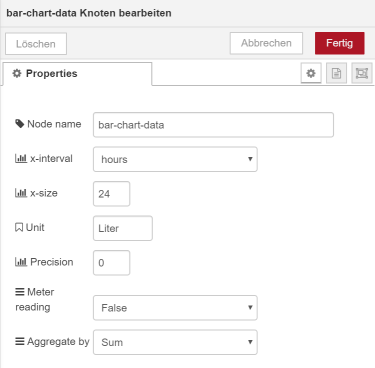 bar-chart-data Knoten bearbeiten
Löschen
Abbrechen
Fertig
Properties
Node name
bar-chart-data
x-interval
hours
x-size
24
Unit
Liter
Precision
0
Meter
reading
False
Aggregate by
Sum